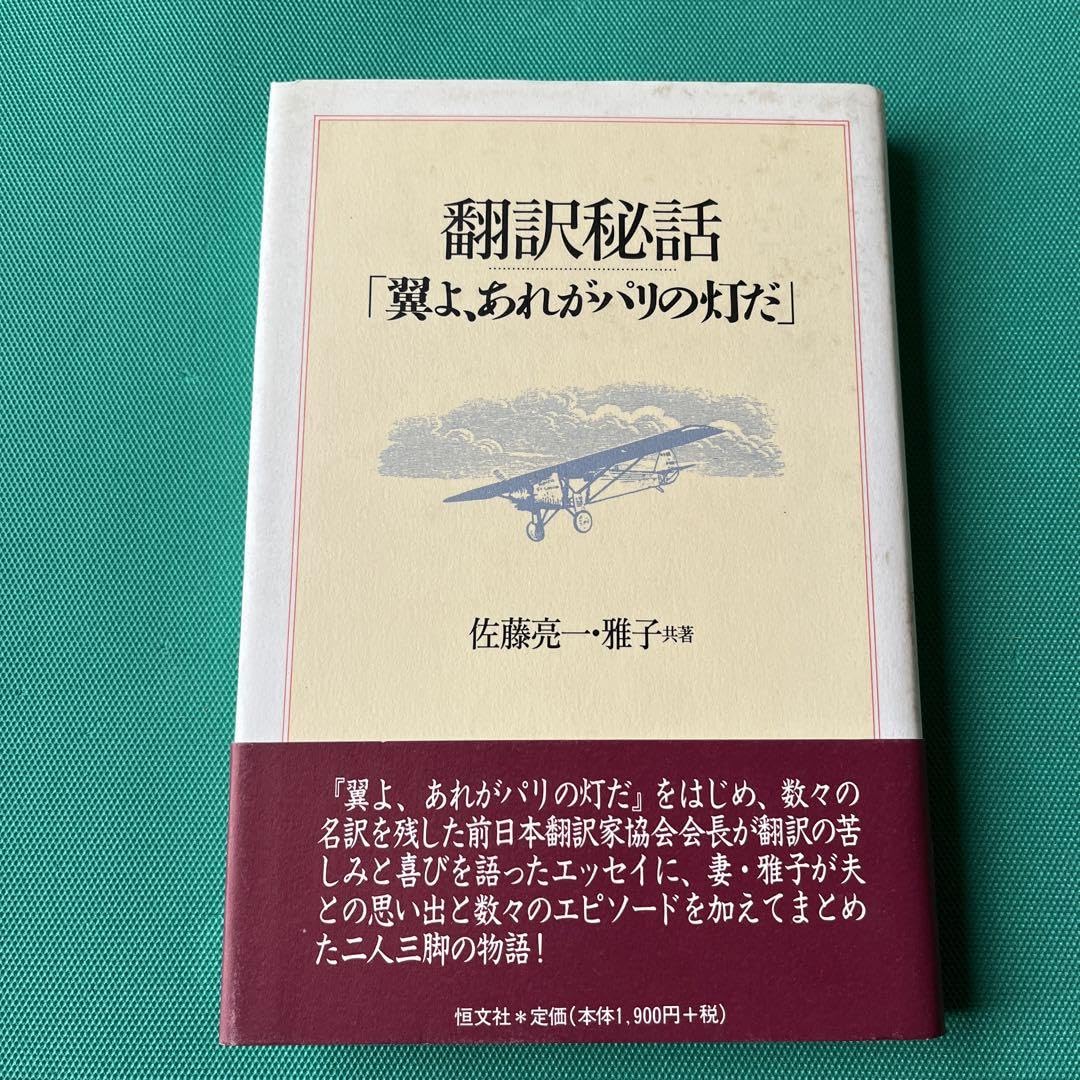 翻訳秘話
「翼よ、あれがパリの灯だ」
佐藤亮一・雅子共著
『翼よ、あれがパリの灯だ』をはじめ、数々の
名訳を残した前日本翻訳家協会会長が翻訳の苦
しみと喜びを語ったエッセイに、妻・雅子が夫
との思い出と数々のエピソードを加えてまとめ
た二人三脚の物語！
恒文社＊定価（本体1,900円＋税）